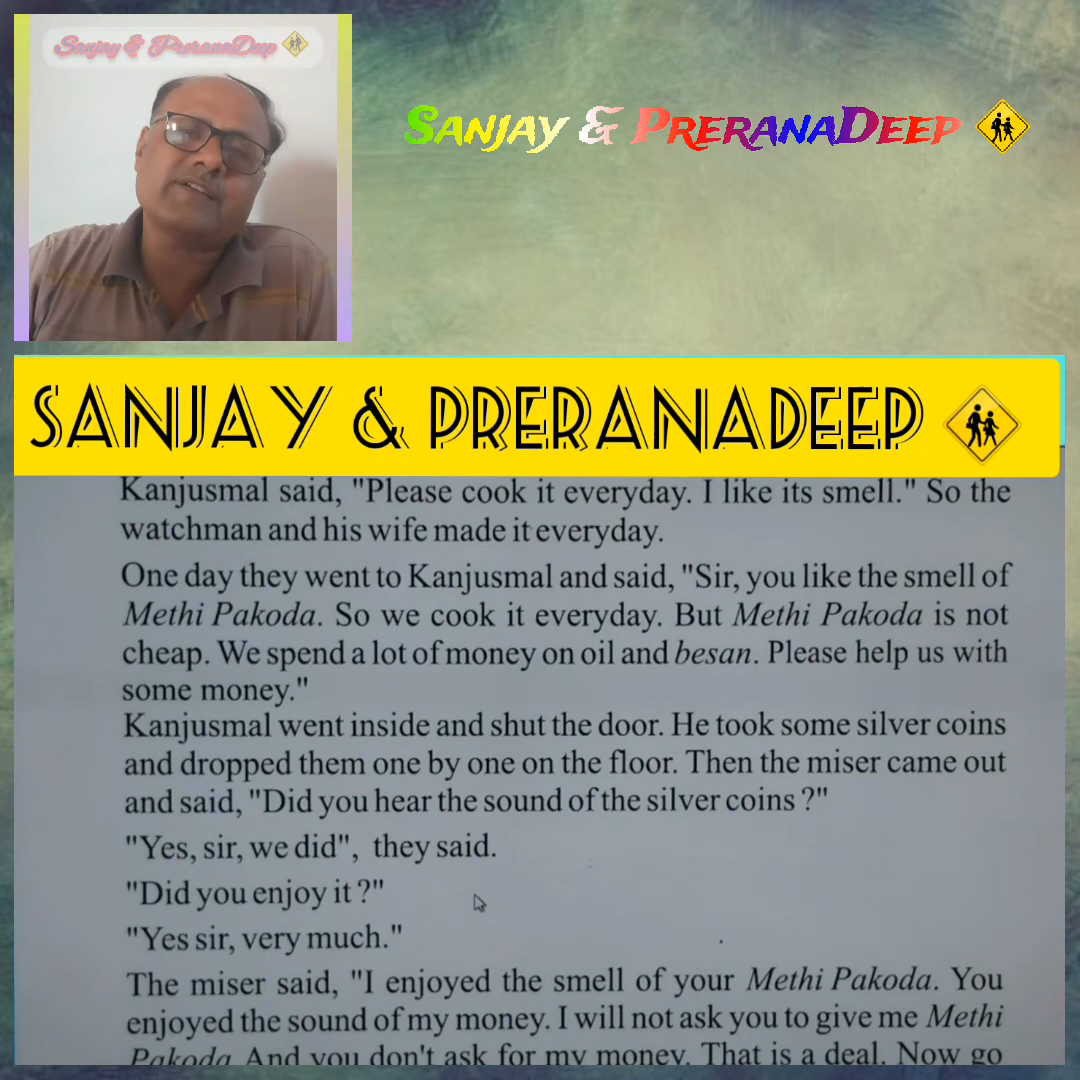 Sanjay & PreranaDeep
Sanjay & PreranaDeep
SANJAY & PRERANADEEP
Kanjusmal said, "Please cook it everyday. I like its smell." So the
watchman and his wife made it everyday.
One day they went to Kanjusmal and said, "Sir, you like the smell of
Methi Pakoda. So we cook it everyday. But Methi Pakoda is not
cheap. We spend a lot of money on oil and besan. Please help us with
some money."
Kanjusmal went inside and shut the door. He took some silver coins
and dropped them one by one on the floor. Then the miser came out
and said, "Did you hear the sound of the silver coins ?"
"Yes, sir, we did", they said.
"Did you enjoy it ?"
"Yes sir, very much."
The miser said, "I enjoyed the smell of your Methi Pakoda. You
enjoyed the sound of my money. I will not ask you to give me Methi
Pakoda. And you don't ask for my money. That is a deal. Now go